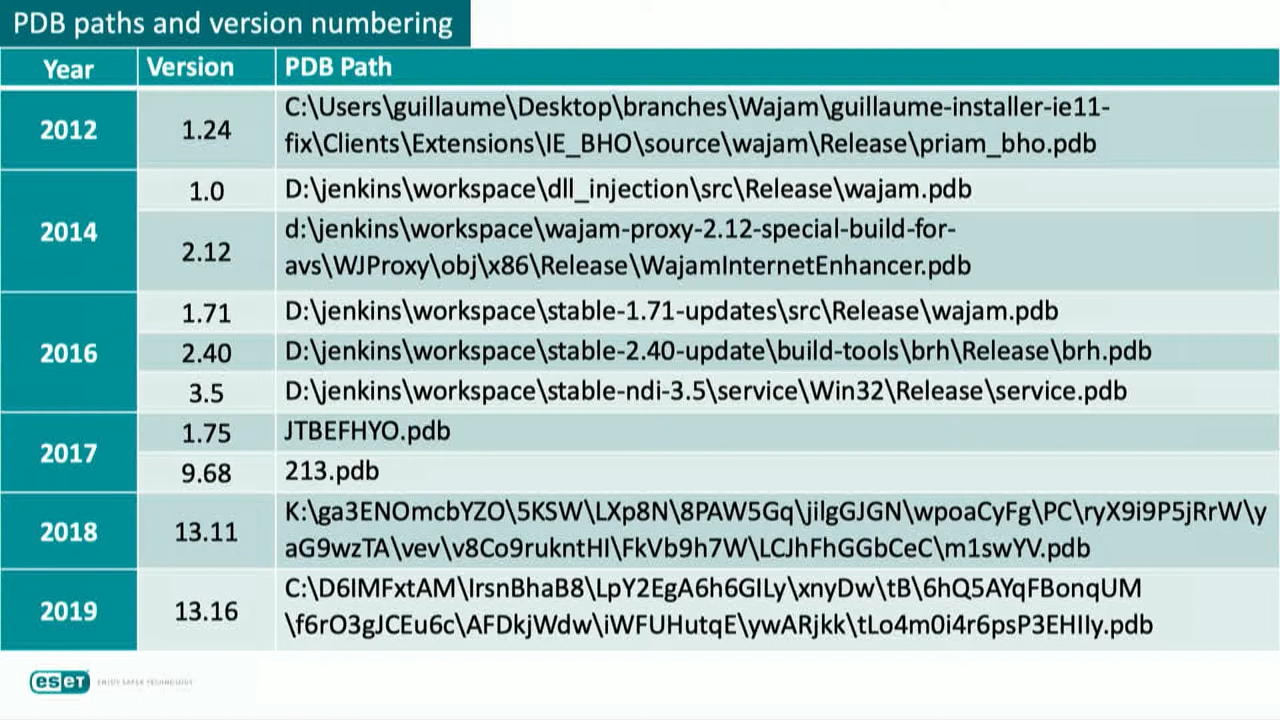 PDB paths and version numbering
Year Version PDB Path
2012 1.24 C:\Users\guillaume\Desktop\branches\Wajam\guillaume-installer-ie11-
fix\Clients\Extensions\IE_BHO\source\wajam\Release\priam_bho.pdb
2014 1.0 D:\jenkins\workspace\dll_injection\src\Release\wajam.pdb
2.12 d:\jenkins\workspace\wajam-proxy-2.12-special-build-for-
avs\WJProxy\obj\x86\Release\WajamInternetEnhancer.pdb
2016 1.71 D:\jenkins\workspace\stable-1.71-updates\src\Release\wajam.pdb
2.40 D:\jenkins\workspace\stable-2.40-update\build-tools\brh\Release\brh.pdb
3.5 D:\jenkins\workspace\stable-ndi-3.5\service\Win32\Release\service.pdb
2017 1.75 JTBEFHYO.pdb
9.68 213.pdb
2018 13.11 K:\ga3ENOmcbYZO\5KSW\LXp8N\8PAW5Gq\jilgGJGN\wpoaCyFg\PC\ryX9i9P5jRrW\y
aG9wzTA\vev\v8Co9rukntHI\FkVb9h7W\LCJhFhGGbCeC\m1swYV.pdb
2019 13.16 C:\D6IMFxtAM\IrsnBhaB8\LpY2EgA6h6GILy\xnyDw\tB\6hQ5AYqFBonqUM
\f6rO3gJCEu6c\AFDkjWdw\iWFUHutqE\ywARjkk\tLo4m0i4r6psP3EHIIy.pdb
eseT ENJOY SAFER TECHNOLOGY